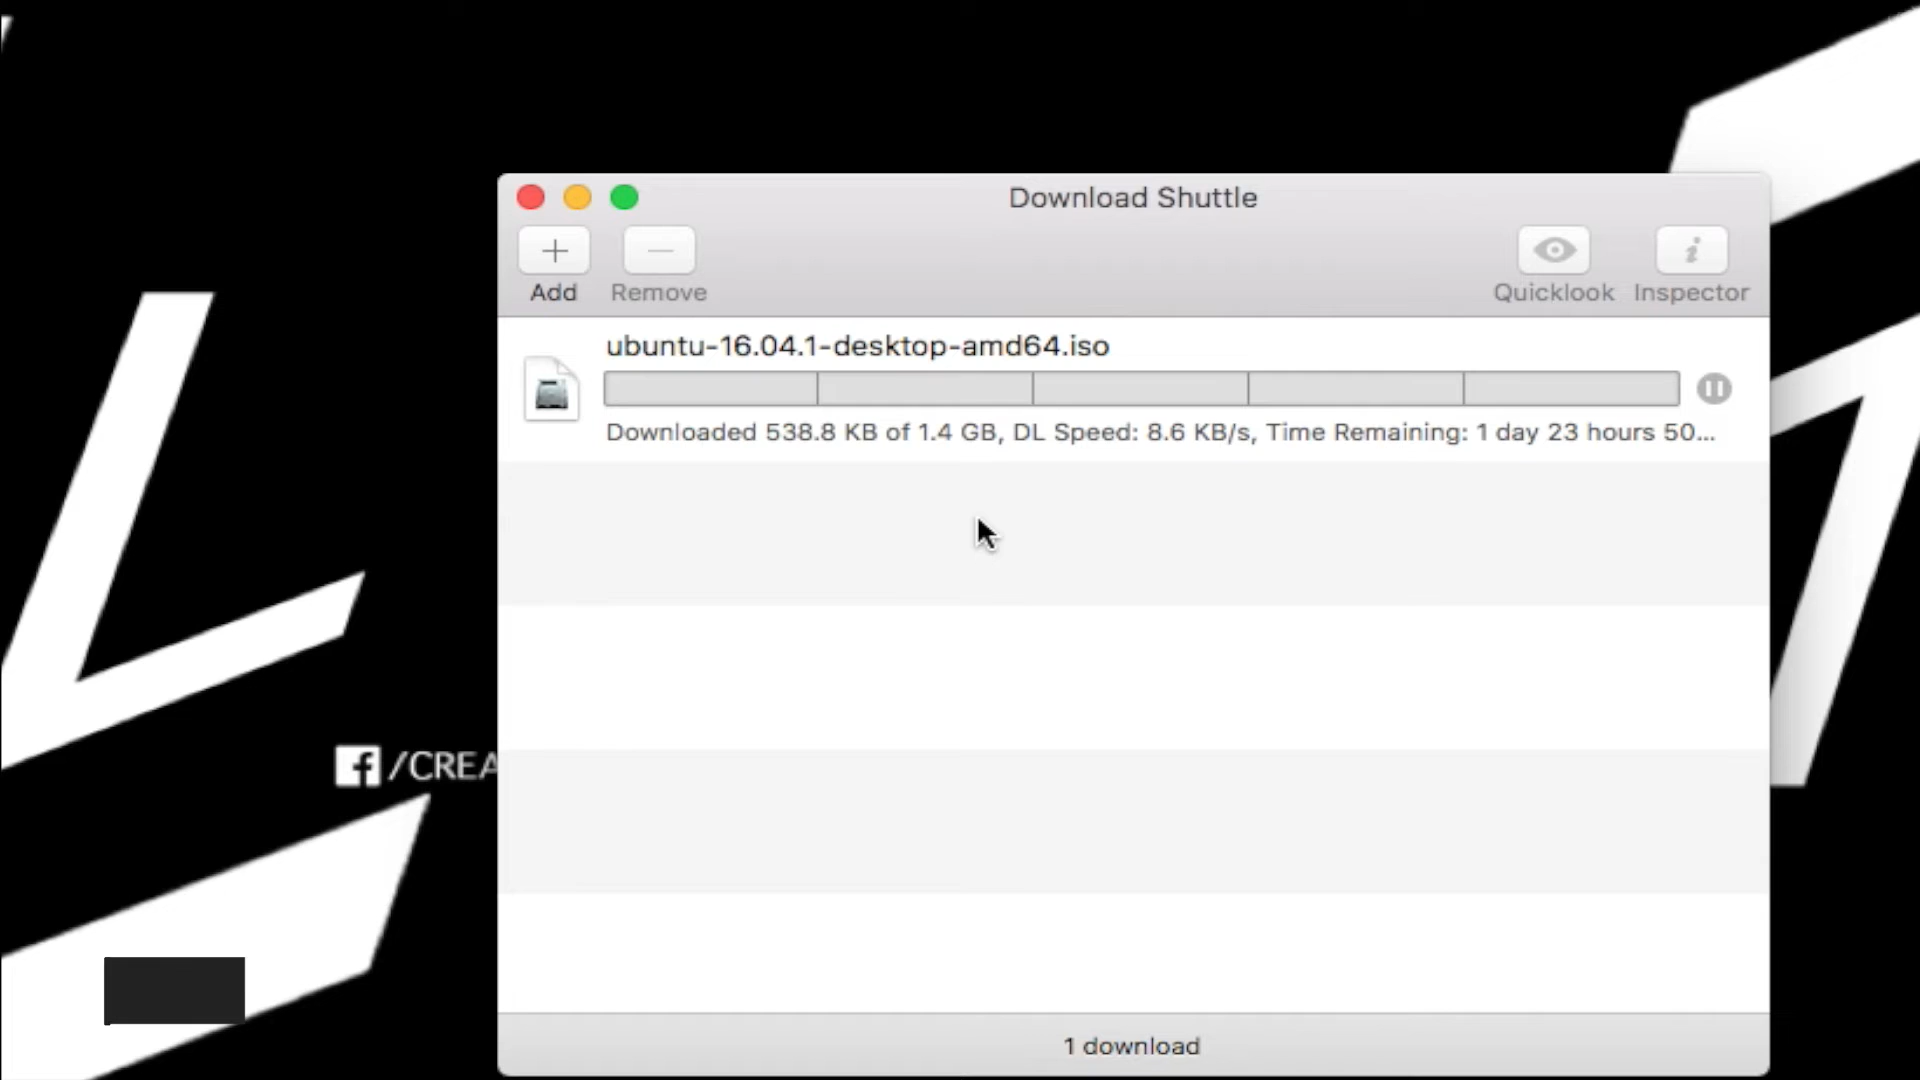 Download Shuttle
Add
Remove
Quicklook
Inspector
ubuntu-16.04.1-desktop-amd64.iso
Downloaded 538.8 KB of 1.4 GB, DL Speed: 8.6 KB/s, Time Remaining: 1 day 23 hours 50...
/CREA
1 download